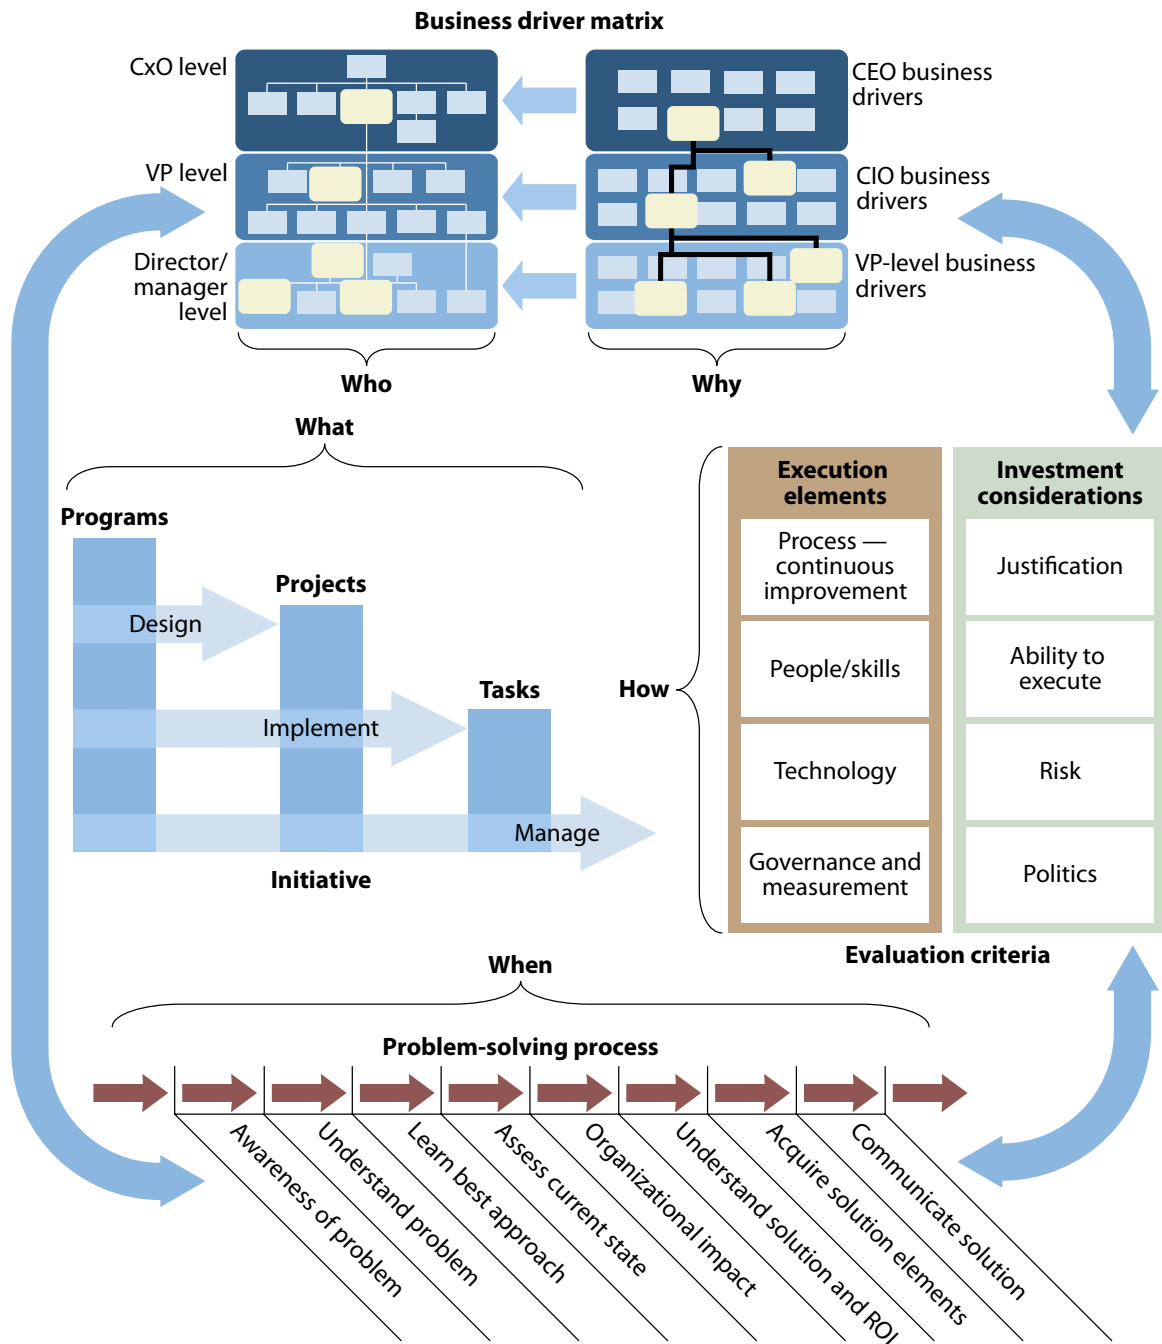 Business driver matrix
CxO level
CEO business
drivers
VP level
CIO business
drivers
Director/
manager
level
VP-level business
drivers
Who
Why
What
Programs
Projects
Tasks
Design
Implement
Manage
Initiative
How
Execution
elements
Process —
continuous
improvement
People/skills
Technology
Governance and
measurement
Investment
considerations
Justification
Ability to
execute
Risk
Politics
Evaluation criteria
When
Problem-solving process
Awareness of problem
Understand problem
Learn best approach
Assess current state
Organizational impact
Understand solution and ROI
Acquire solution elements
Communicate solution